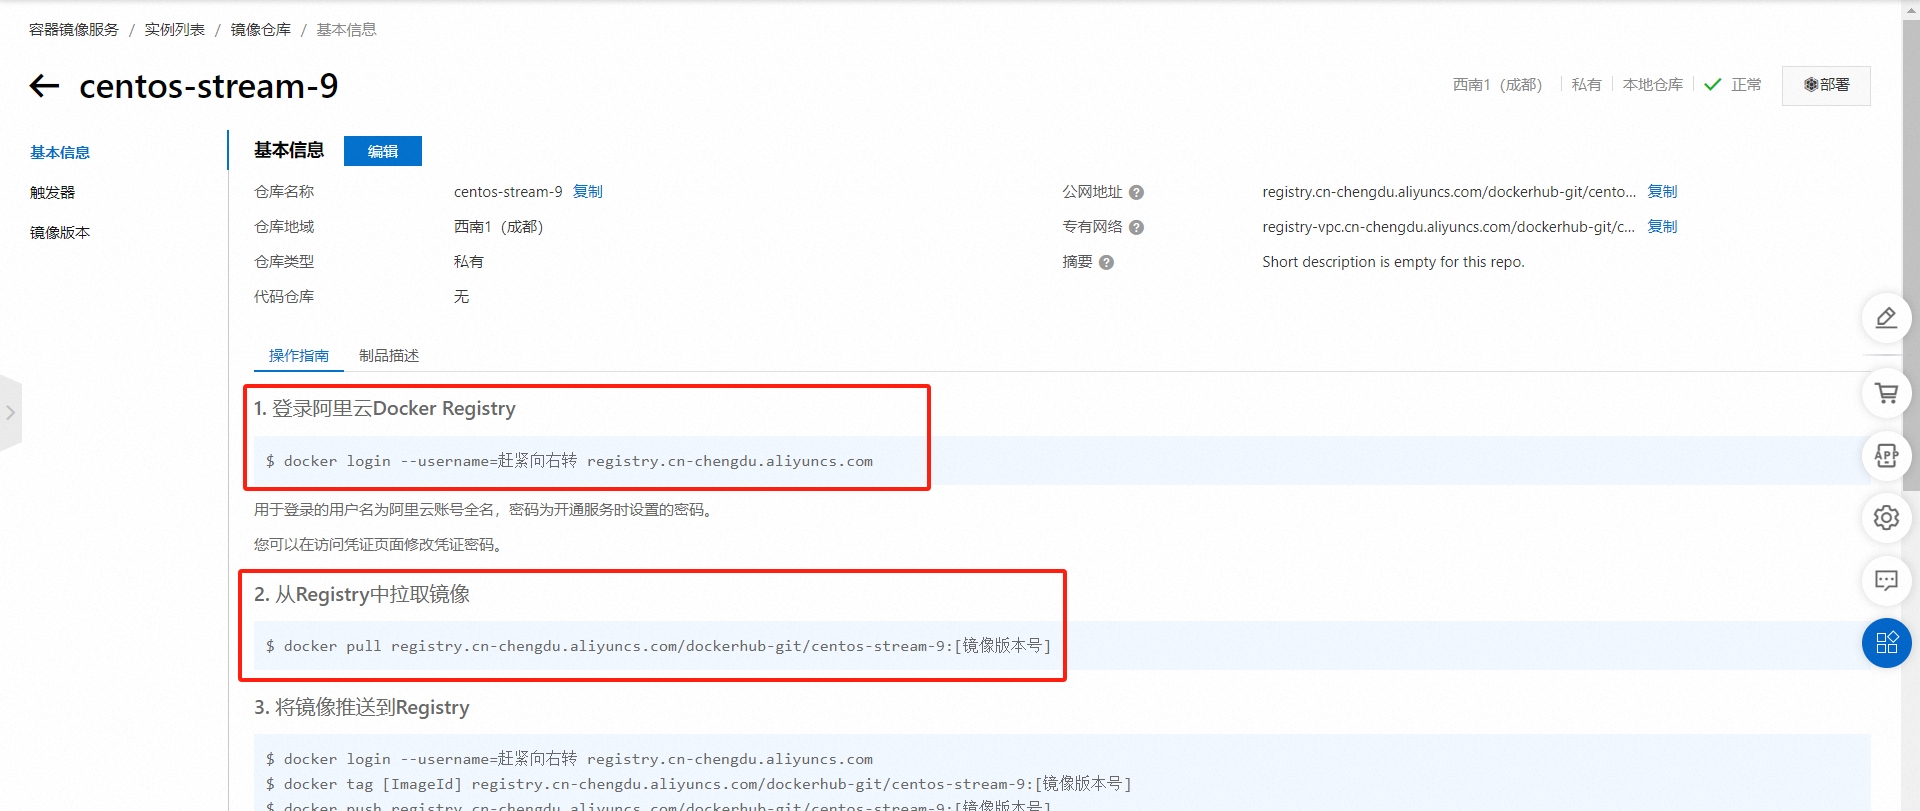 容器镜像服务 / 实例列表 / 镜像仓库 / 基本信息
centos-stream-9
西南1（成都） 私有 本地仓库 正常 部署
基本信息
触发器
镜像版本
基本信息 编辑
仓库名称 centos-stream-9 复制
公网地址 ? registry.cn-chengdu.aliyuncs.com/dockerhub-git/cento... 复制
仓库地域 西南1（成都）
专有网络 ? registry-vpc.cn-chengdu.aliyuncs.com/dockerhub-git/c... 复制
仓库类型 私有
摘要 ? Short description is empty for this repo.
代码仓库 无
操作指南 制品描述
1. 登录阿里云Docker Registry
$ docker login --username=赶紧向右转 registry.cn-chengdu.aliyuncs.com
用于登录的用户名为阿里云账号全名，密码为开通服务时设置的密码。
您可以在访问凭证页面修改凭证密码。
2. 从Registry中拉取镜像
$ docker pull registry.cn-chengdu.aliyuncs.com/dockerhub-git/centos-stream-9:[镜像版本号]
3. 将镜像推送到Registry
$ docker login --username=赶紧向右转 registry.cn-chengdu.aliyuncs.com
$ docker tag [ImageId] registry.cn-chengdu.aliyuncs.com/dockerhub-git/centos-stream-9:[镜像版本号]
$ docker push registry.cn-chengdu.aliyuncs.com/dockerhub-git/centos-stream-9:[镜像版本号]
APP